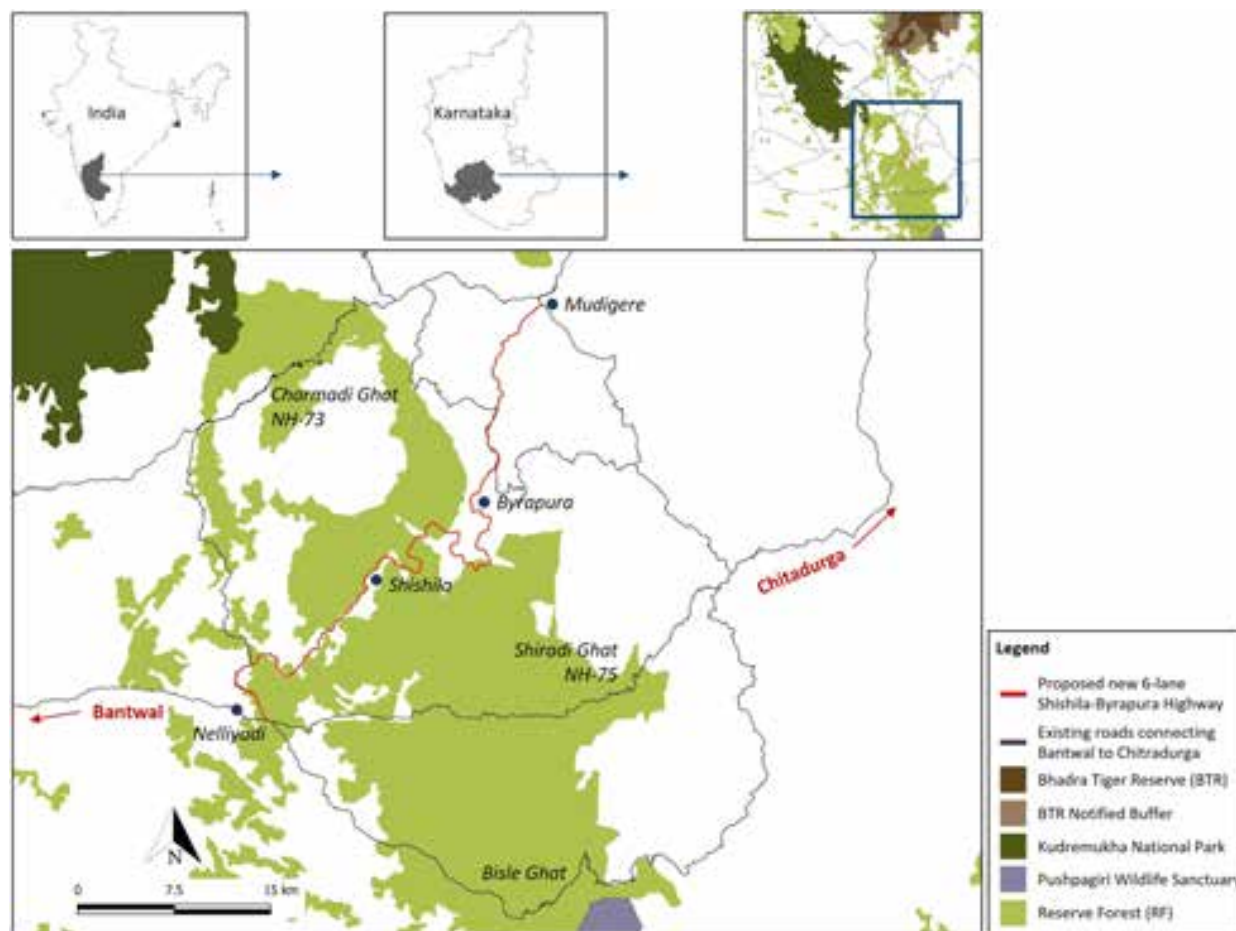 India
Karnataka
Mudigere
Charmadi Ghat
NH-73
Byrapura
Shishila
Chitadurga
Shiradi Ghat
NH-75
Bantwal
Nelliyadi
Bisle Ghat
N
0 7.5 15 km
Legend
Proposed new 6-lane
Shishila-Byrapura Highway
Existing roads connecting
Bantwal to Chitradurga
Bhadra Tiger Reserve (BTR)
BTR Notified Buffer
Kudremukha National Park
Pushpagiri Wildlife Sanctuary
Reserve Forest (RF)